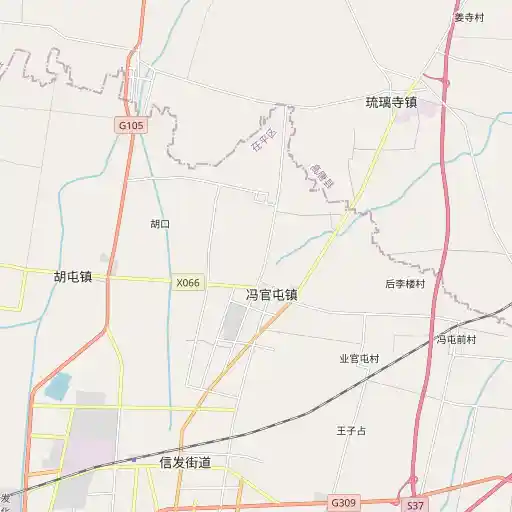 姜寺村
琉璃寺镇
G105
茌平区
高唐县
胡口
胡屯镇
X066
后李楼村
冯官屯镇
冯屯前村
业官屯村
王子占
信发街道
发
华
G309
S37